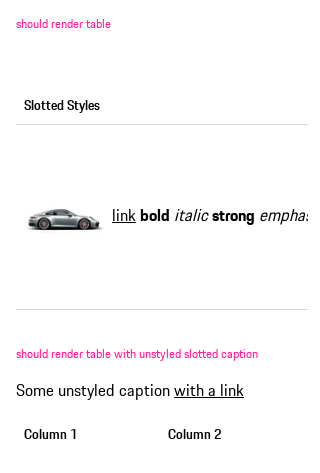 should render table
Slotted Styles
link bold italic strong emphas
should render table with unstyled slotted caption
Some unstyled caption with a link
Column 1 Column 2